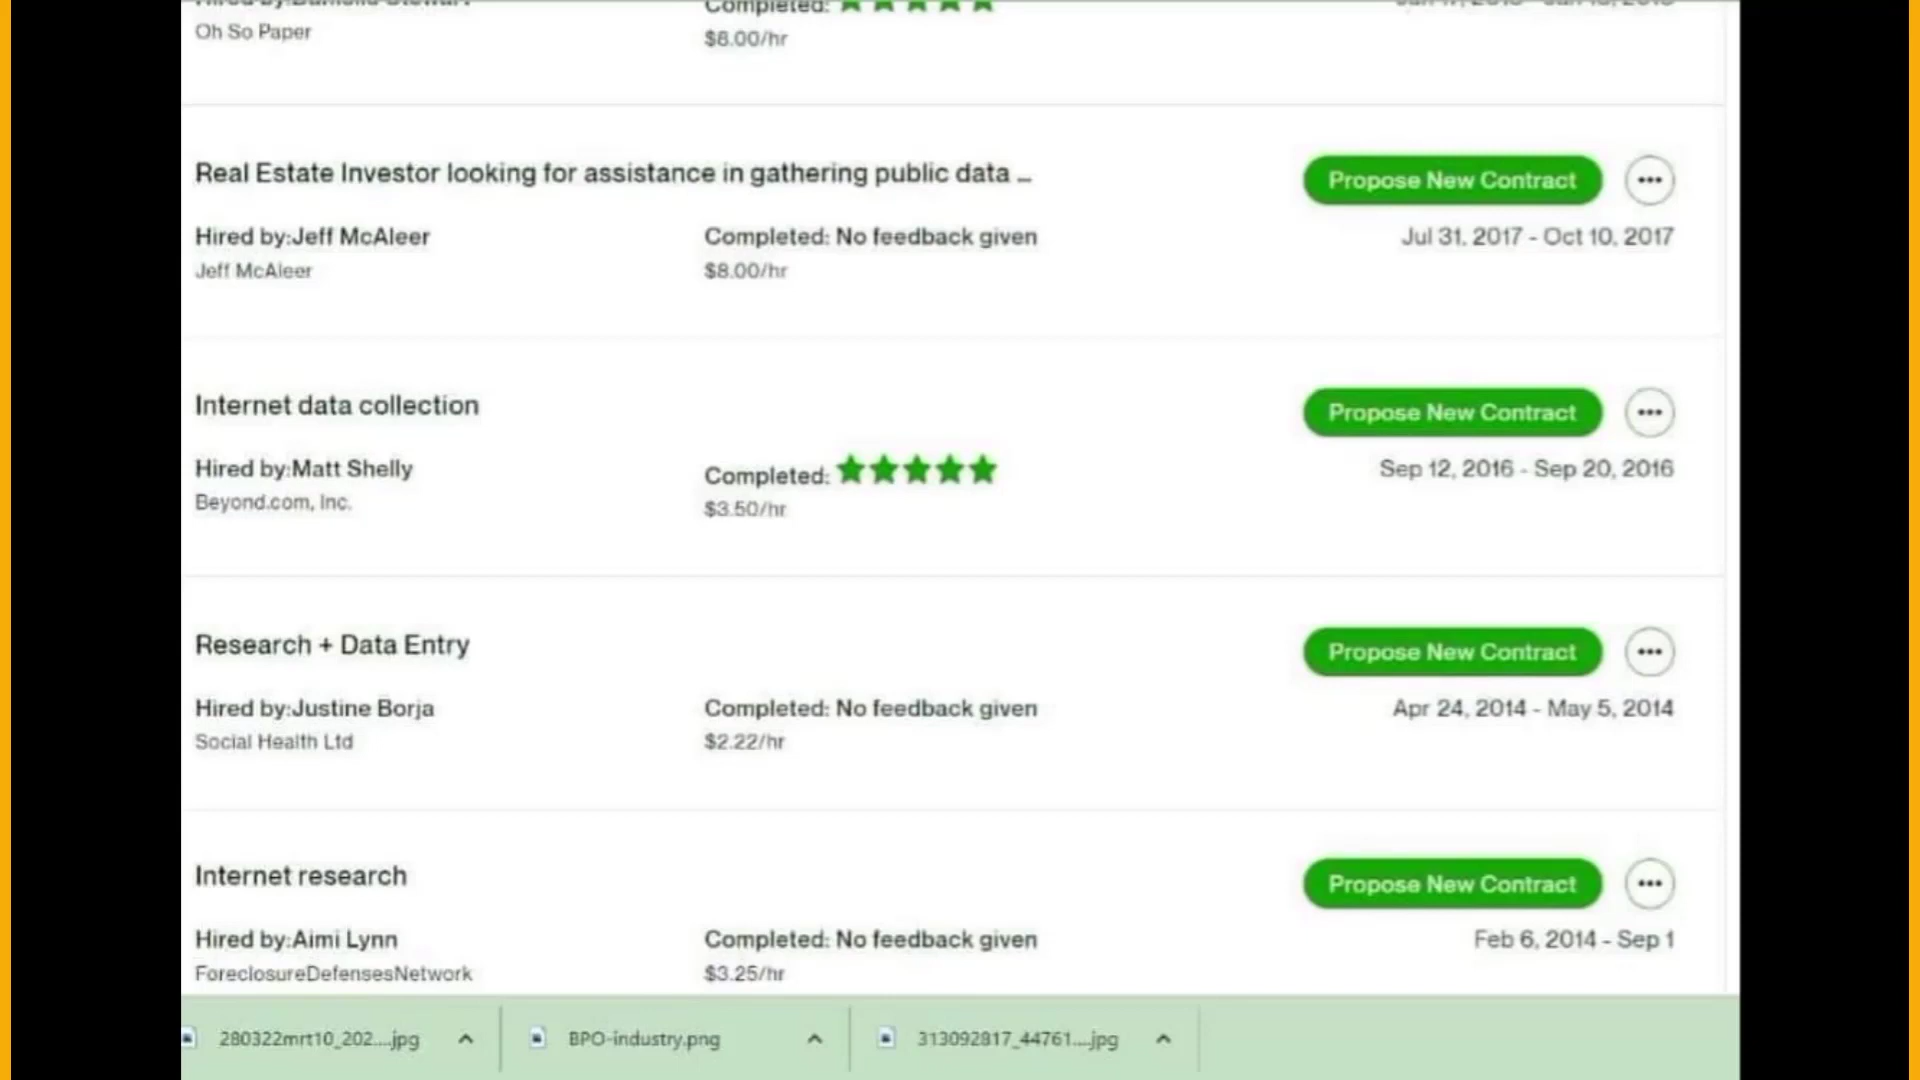 Oh So Paper
Completed:
$8.00/hr
Real Estate Investor looking for assistance in gathering public data ...
Propose New Contract
Hired by:Jeff McAleer
Completed: No feedback given
Jul 31, 2017 - Oct 10, 2017
Jeff McAleer
$8.00/hr
Internet data collection
Propose New Contract
Hired by:Matt Shelly
Completed:
Sep 12, 2016 - Sep 20, 2016
Beyond.com, Inc.
$3.50/hr
Research + Data Entry
Propose New Contract
Hired by:Justine Borja
Completed: No feedback given
Apr 24, 2014 - May 5, 2014
Social Health Ltd
$2.22/hr
Internet research
Propose New Contract
Hired by:Aimi Lynn
Completed: No feedback given
Feb 6, 2014 - Sep 1
ForeclosureDefensesNetwork
$3.25/hr
280322mrt10_202....jpg
BPO-industry.png
313092817_44761....jpg